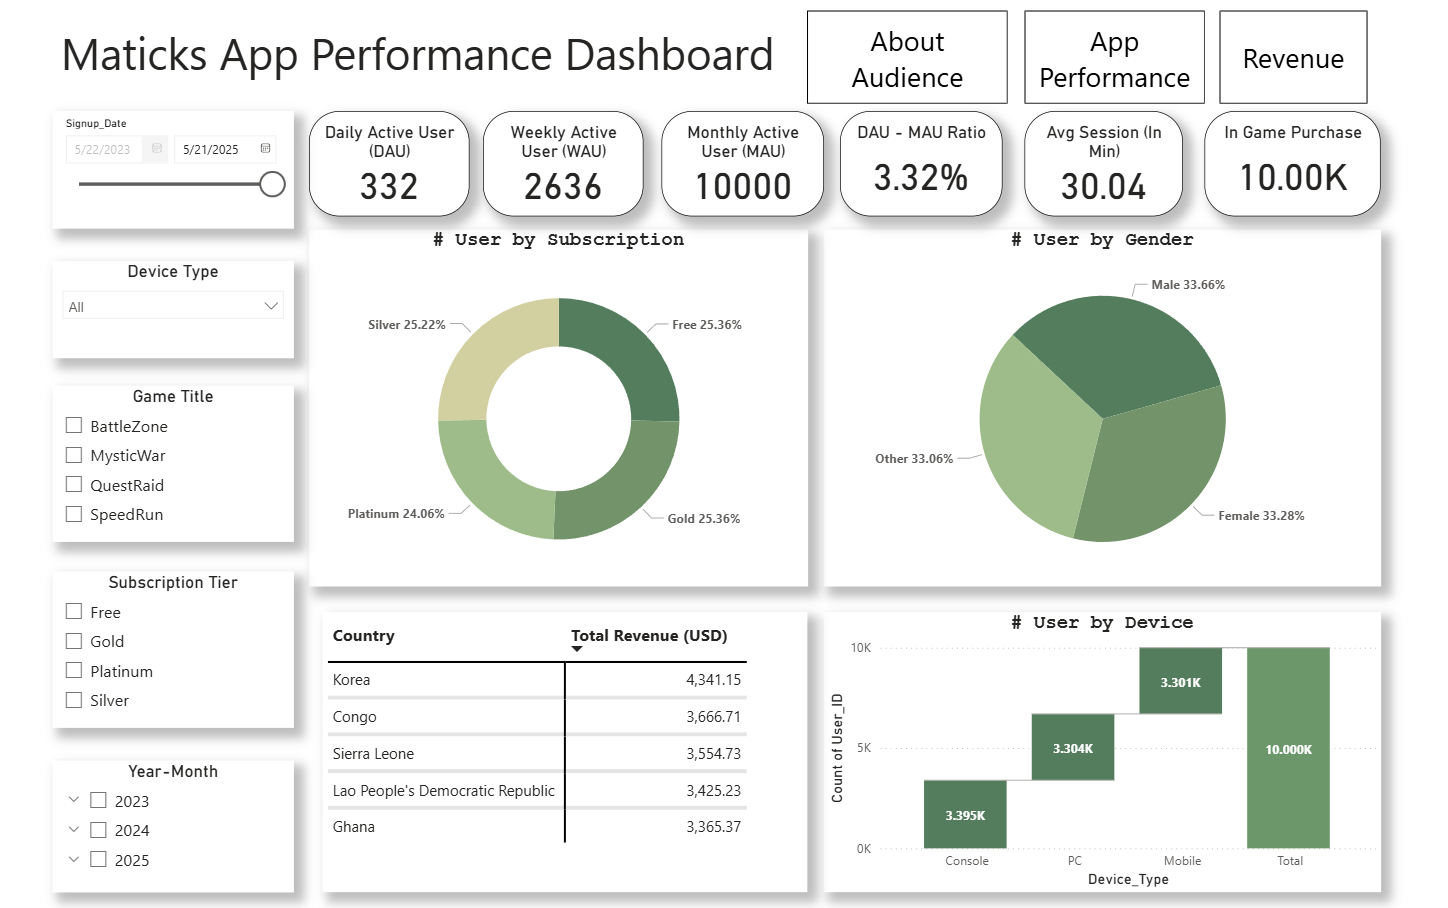 Maticks App Performance Dashboard
About
Audience
App
Performance
Revenue
Signup_Date
5/22/2023
5/21/2025
Daily Active User
(DAU)
332
Weekly Active
User (WAU)
2636
Monthly Active
User (MAU)
10000
DAU - MAU Ratio
3.32%
Avg Session (In
Min)
30.04
In Game Purchase
10.00K
Device Type
All
Game Title
BattleZone
MysticWar
QuestRaid
SpeedRun
Subscription Tier
Free
Gold
Platinum
Silver
Year-Month
2023
2024
2025
# User by Subscription
Silver 25.22%
Free 25.36%
Platinum 24.06%
Gold 25.36%
# User by Gender
Male 33.66%
Other 33.06%
Female 33.28%
Country Total Revenue (USD)
Korea 4,341.15
Congo 3,666.71
Sierra Leone 3,554.73
Lao People's Democratic Republic 3,425.23
Ghana 3,365.37
# User by Device
Count of User_ID
10K
5K
0K
3.395K
3.304K
3.301K
10.000K
Console PC Mobile Total
Device_Type